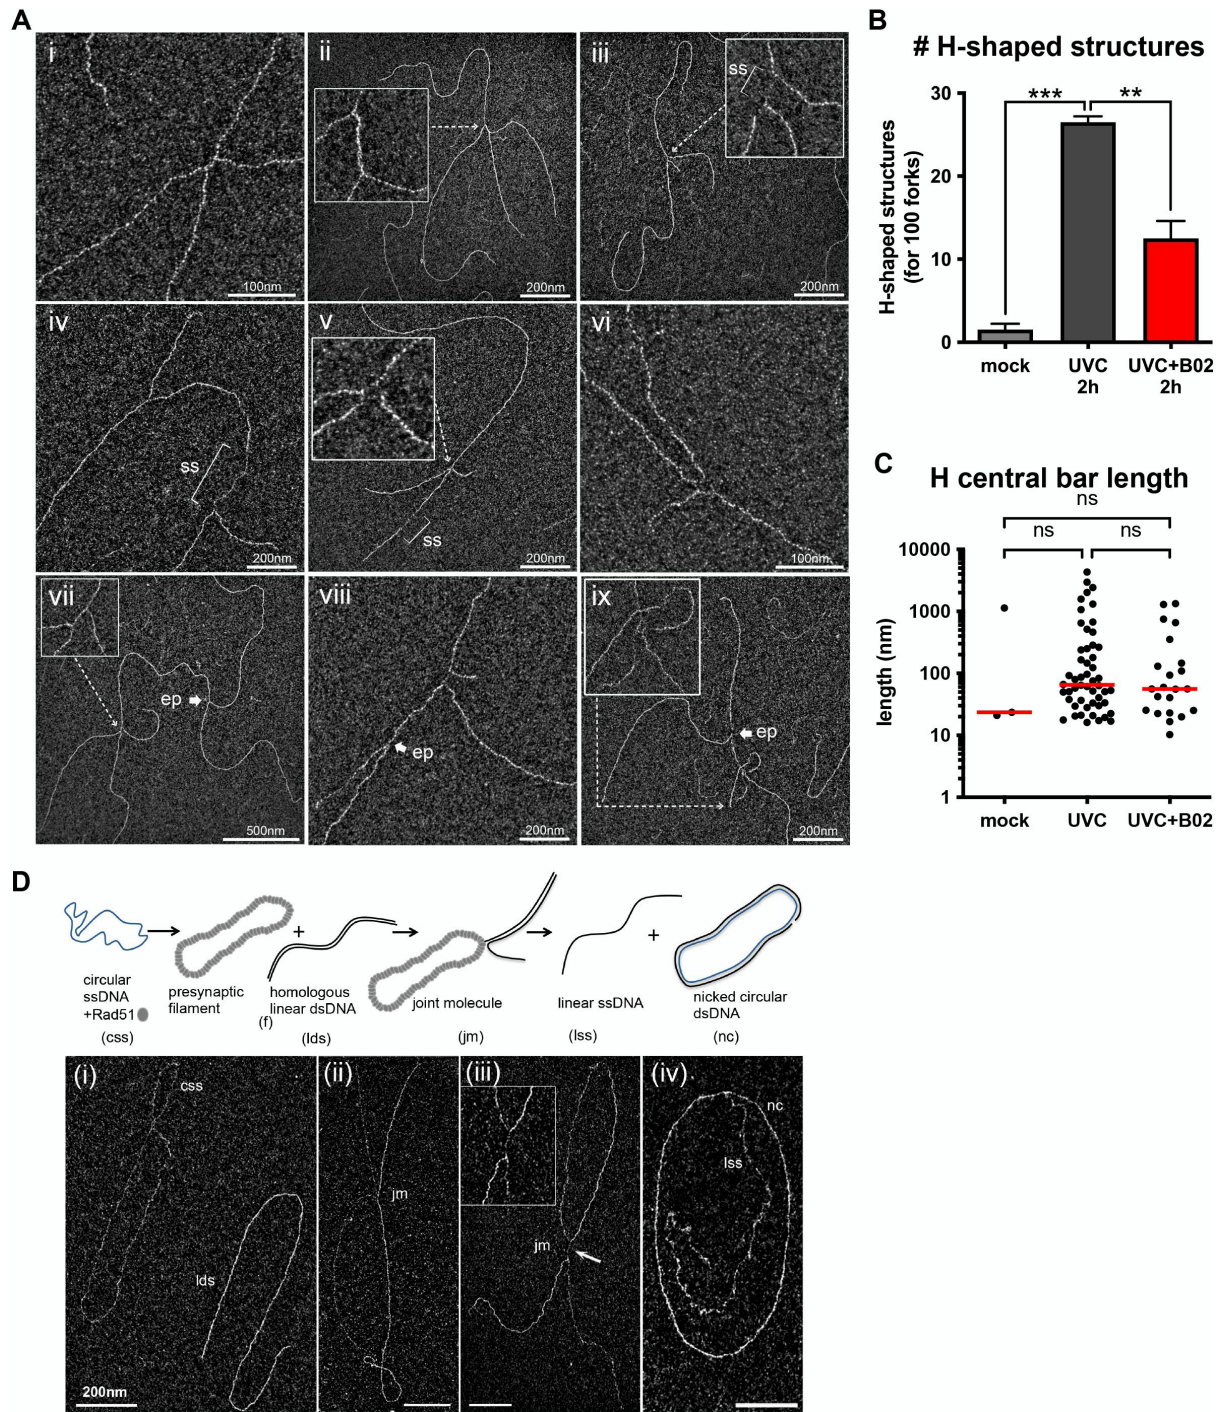 A
i
ii
iii
ss
100nm
200nm
200nm
iv
v
vi
ss
ss
200nm
200nm
100nm
vii
viii
ix
ep
ep
ep
500nm
200nm
200nm
B
# H-shaped structures
H-shaped structures
(for 100 forks)
30
20
10
0
***
**
mock
UVC
2h
UVC+B02
2h
C
H central bar length
ns
ns
ns
length (nm)
10000
1000
100
10
1
mock
UVC
UVC+B02
D
+
+
circular
ssDNA
+Rad51
(css)
presynaptic
filament
(f)
homologous
linear dsDNA
(lds)
joint molecule
(jm)
linear ssDNA
(lss)
nicked circular
dsDNA
(nc)
(i)
(ii)
(iii)
(iv)
css
lds
jm
jm
nc
lss
200nm